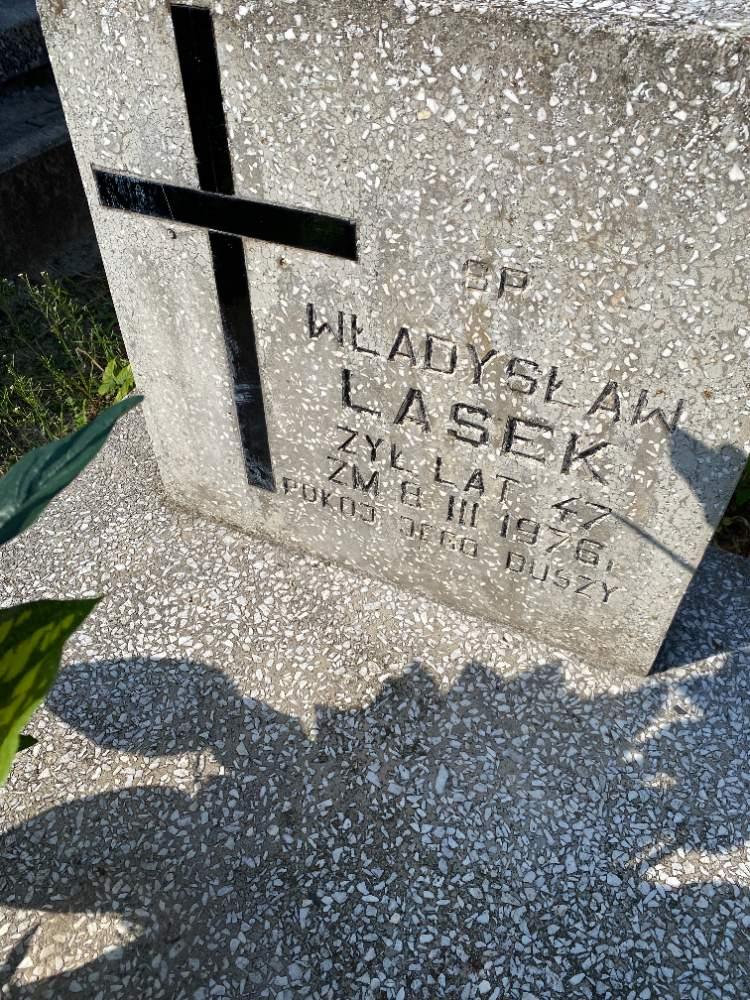 SP
WŁADYSŁAW
LASEK
ŻYŁ LAT 47
ZM 8 III 1976,
POKÓJ JEGO DUSZY